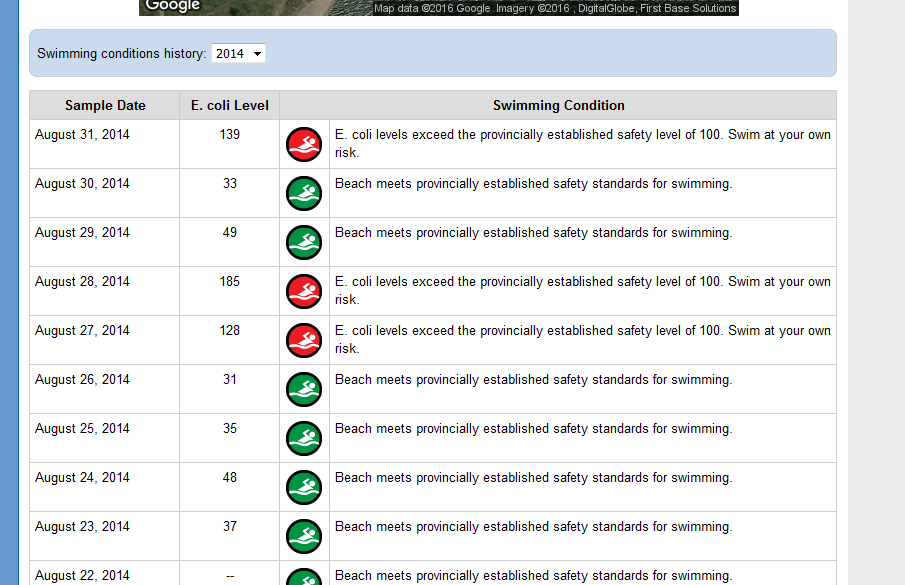 Google
Map data ©2016 Google Imagery ©2016 , DigitalGlobe, First Base Solutions
Swimming conditions history: 2014
Sample Date E. coli Level Swimming Condition
August 31, 2014 139 E. coli levels exceed the provincially established safety level of 100. Swim at your own
risk.
August 30, 2014 33 Beach meets provincially established safety standards for swimming.
August 29, 2014 49 Beach meets provincially established safety standards for swimming.
August 28, 2014 185 E. coli levels exceed the provincially established safety level of 100. Swim at your own
risk.
August 27, 2014 128 E. coli levels exceed the provincially established safety level of 100. Swim at your own
risk.
August 26, 2014 31 Beach meets provincially established safety standards for swimming.
August 25, 2014 35 Beach meets provincially established safety standards for swimming.
August 24, 2014 48 Beach meets provincially established safety standards for swimming.
August 23, 2014 37 Beach meets provincially established safety standards for swimming.
August 22, 2014 -- Beach meets provincially established safety standards for swimming.